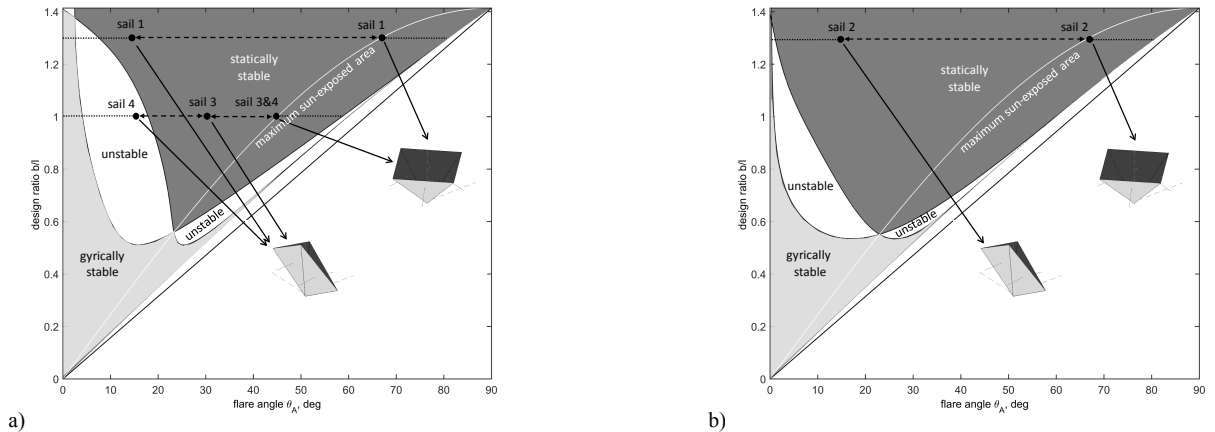 sail 1
sail 1
statically
stable
maximum sun-exposed area
sail 4
sail 3
sail 3&4
unstable
unstable
gyrically
stable
design ratio b/l
0
0.2
0.4
0.6
0.8
1
1.2
1.4
0 10 20 30 40 50 60 70 80 90
flare angle θA, deg
a)
sail 2
sail 2
statically
stable
maximum sun-exposed area
unstable
unstable
gyrically
stable
design ratio b/l
0
0.2
0.4
0.6
0.8
1
1.2
1.4
0 10 20 30 40 50 60 70 80 90
flare angle θA, deg
b)